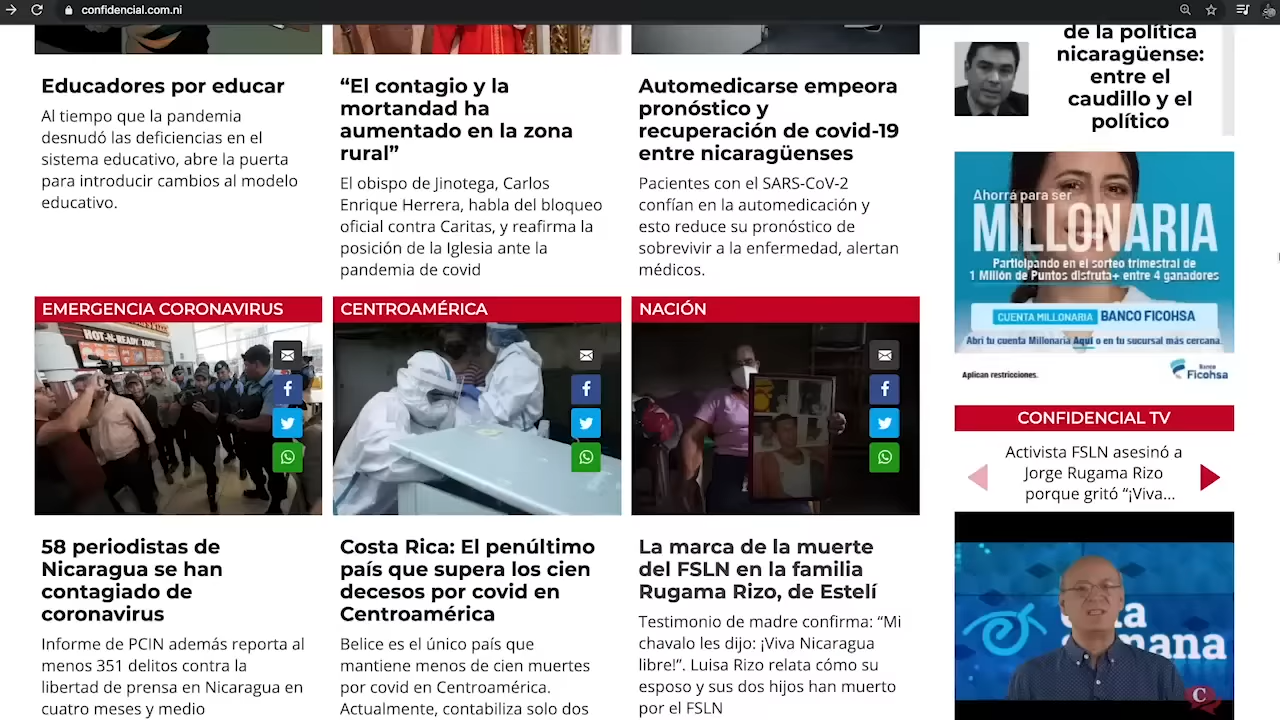 confidencial.com.ni
Educadores por educar
Al tiempo que la pandemia
desnudó las deficiencias en el
sistema educativo, abre la puerta
para introducir cambios al modelo
educativo.
“El contagio y la
mortandad ha
aumentado en la zona
rural”
El obispo de Jinotega, Carlos
Enrique Herrera, habla del bloqueo
oficial contra Caritas, y reafirma la
posición de la Iglesia ante la
pandemia de covid
Automedicarse empeora
pronóstico y
recuperación de covid-19
entre nicaragüenses
Pacientes con el SARS-CoV-2
confían en la automedicación y
esto reduce su pronóstico de
sobrevivir a la enfermedad, alertan
médicos.
de la política
nicaragüense:
entre el
caudillo y el
político
Ahorrá para ser
MILLONARIA
Participando en el sorteo trimestral de
1 Millón de Puntos disfruta+ entre 4 ganadores
CUENTA MILLONARIA BANCO FICOHSA
Abrí tu cuenta Millonaria Aquí o en tu sucursal más cercana.
Aplican restricciones.
Banco
Ficohsa
EMERGENCIA CORONAVIRUS
HOT-N-READY
58 periodistas de
Nicaragua se han
contagiado de
coronavirus
Informe de PCIN además reporta al
menos 351 delitos contra la
libertad de prensa en Nicaragua en
cuatro meses y medio
CENTROAMÉRICA
Costa Rica: El penúltimo
país que supera los cien
decesos por covid en
Centroamérica
Belice es el único país que
mantiene menos de cien muertes
por covid en Centroamérica.
Actualmente, contabiliza solo dos
NACIÓN
La marca de la muerte
del FSLN en la familia
Rugama Rizo, de Estelí
Testimonio de madre confirma: “Mi
chavalo les dijo: ¡Viva Nicaragua
libre!”. Luisa Rizo relata cómo su
esposo y sus dos hijos han muerto
por el FSLN
CONFIDENCIAL TV
Activista FSLN asesinó a
Jorge Rugama Rizo
porque gritó “¡Viva...
C